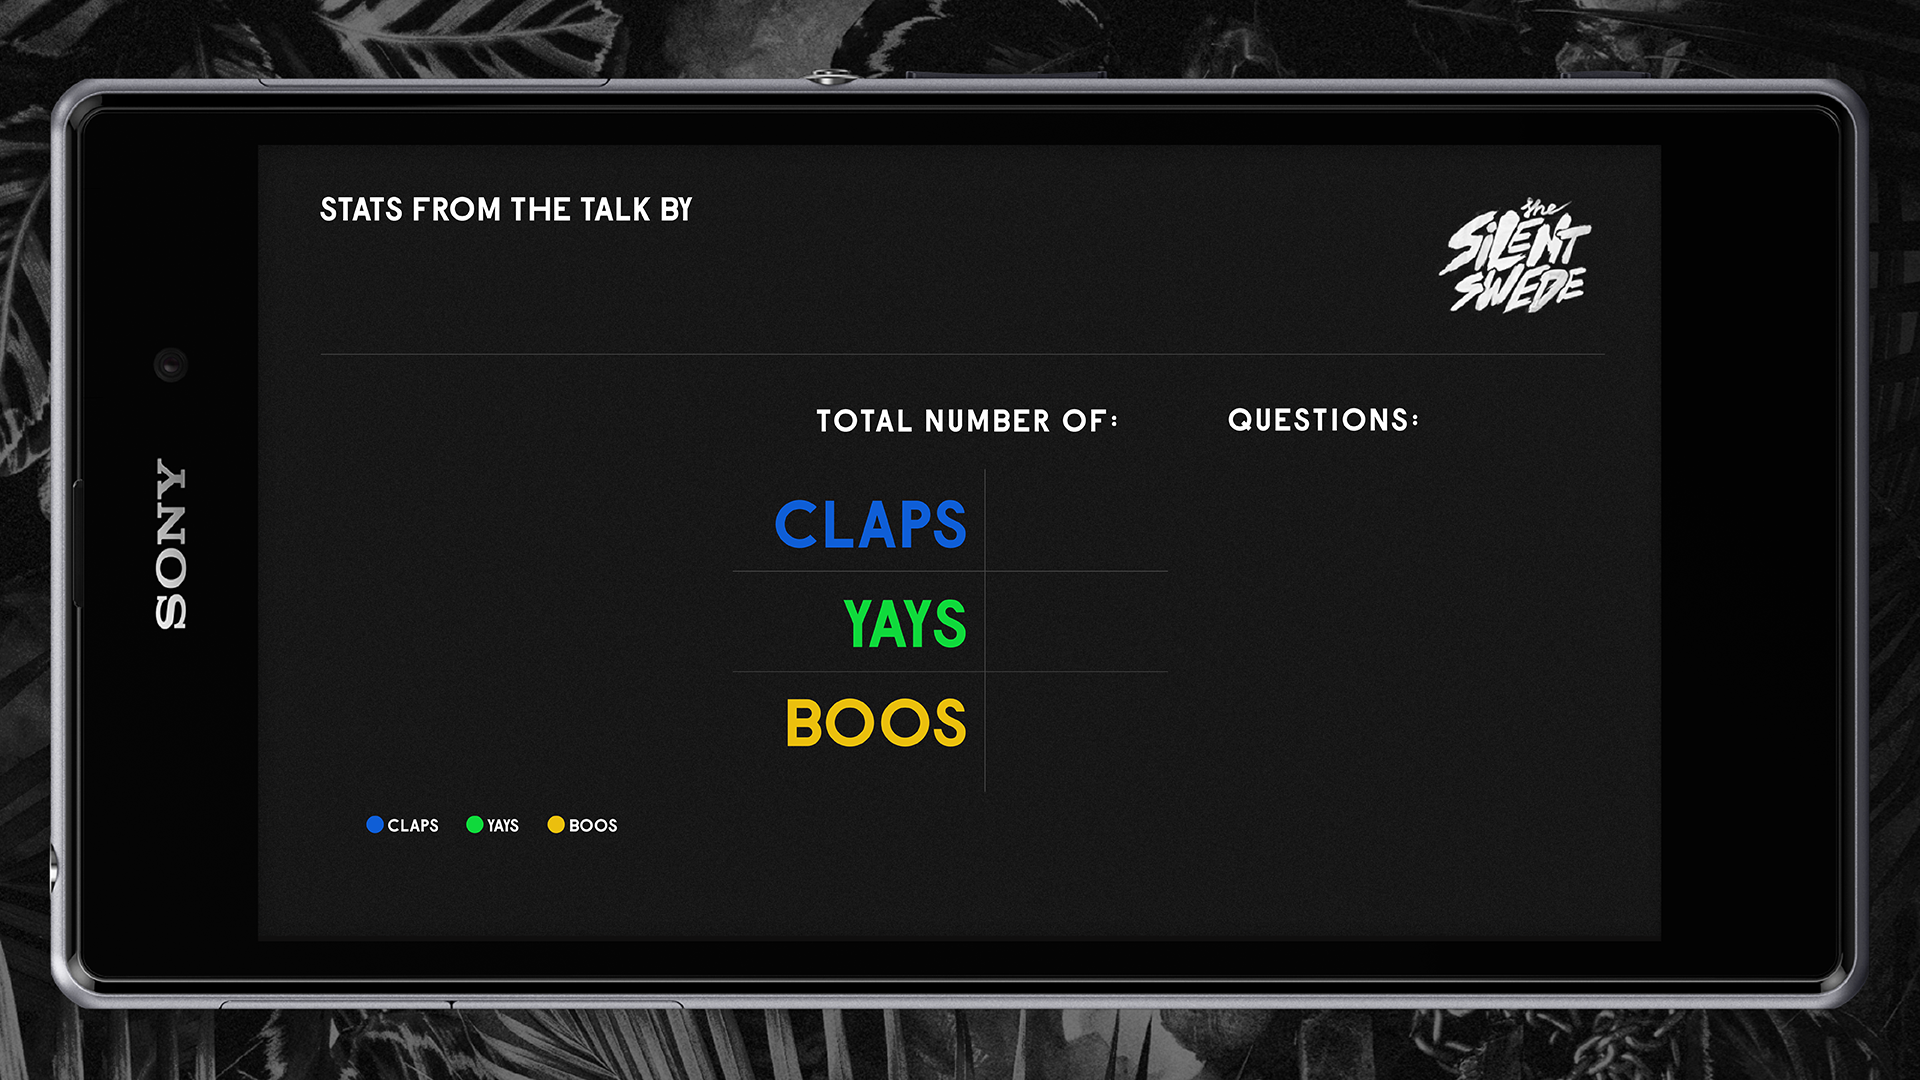 STATS FROM THE TALK BY
the
SILENT
SWEDE
TOTAL NUMBER OF:
QUESTIONS:
CLAPS
YAYS
BOOS
CLAPS YAYS BOOS
SONY